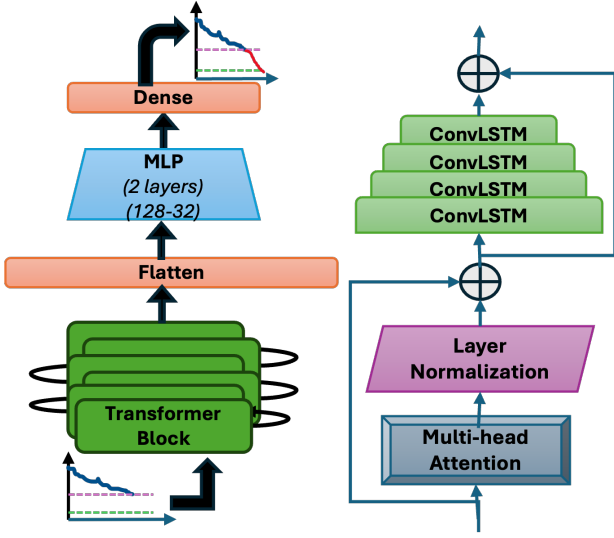 Dense
MLP
(2 layers)
(128-32)
Flatten
Transformer
Block
ConvLSTM
ConvLSTM
ConvLSTM
ConvLSTM
Layer
Normalization
Multi-head
Attention